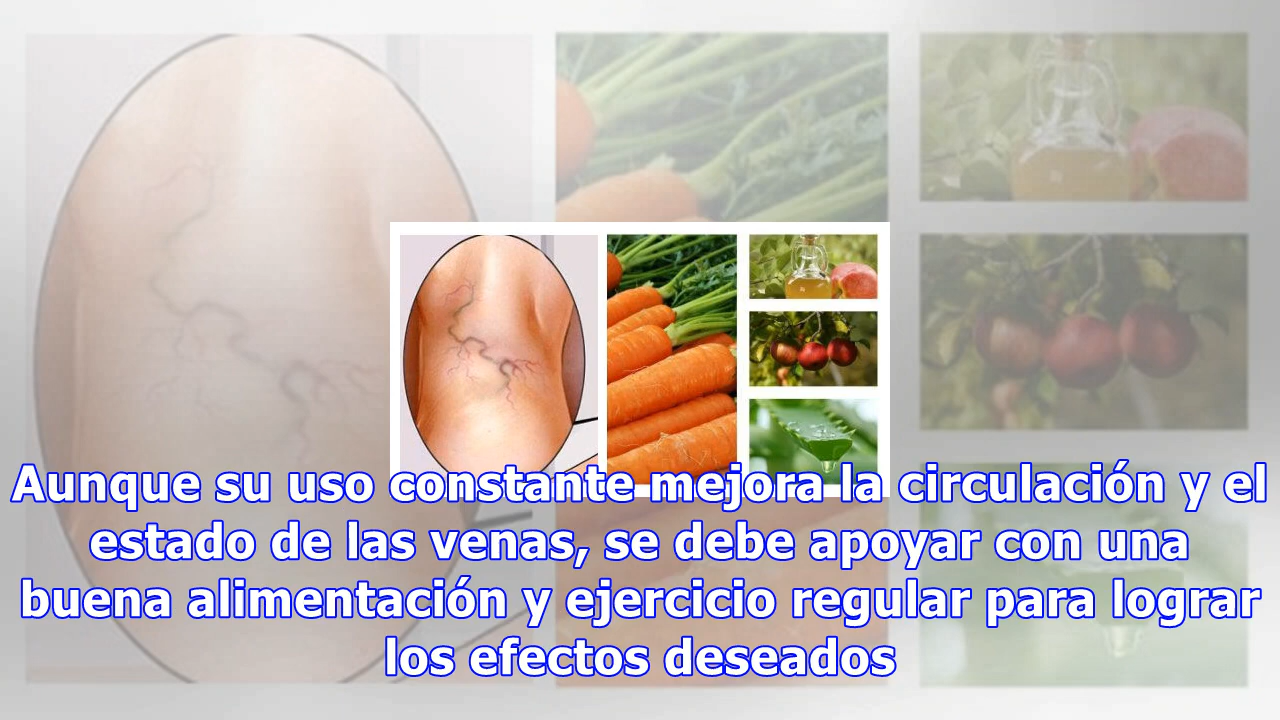 Aunque su uso constante mejora la circulación y el
estado de las venas, se debe apoyar con una
buena alimentación y ejercicio regular para lograr
los efectos deseados